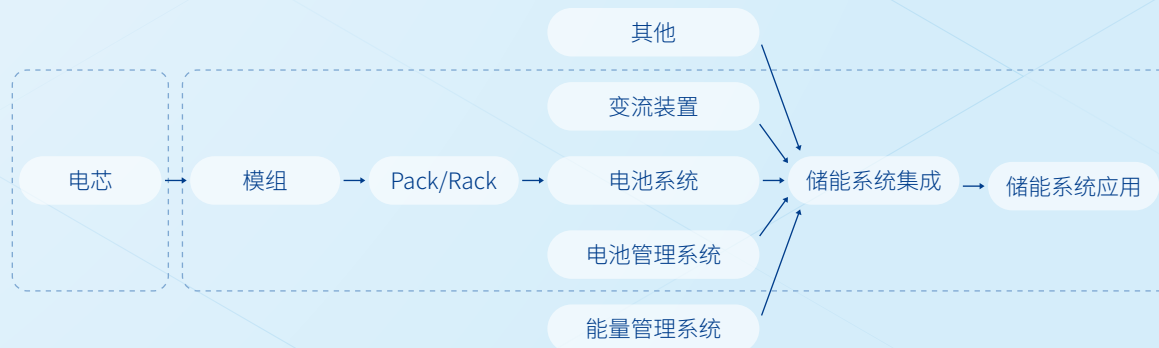 其他
变流装置
电芯
模组
Pack/Rack
电池系统
储能系统集成
储能系统应用
电池管理系统
能量管理系统